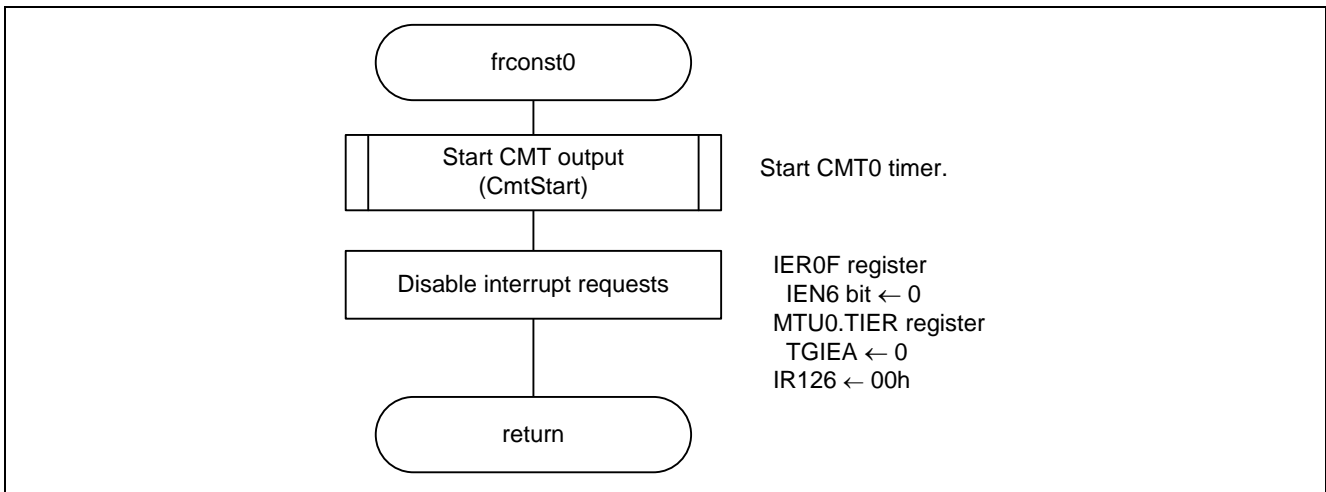 frconst0
Start CMT output
(CmtStart)
Start CMT0 timer.
Disable interrupt requests
IER0F register
IEN6 bit ← 0
MTU0.TIER register
TGIEA ← 0
IR126 ← 00h
return